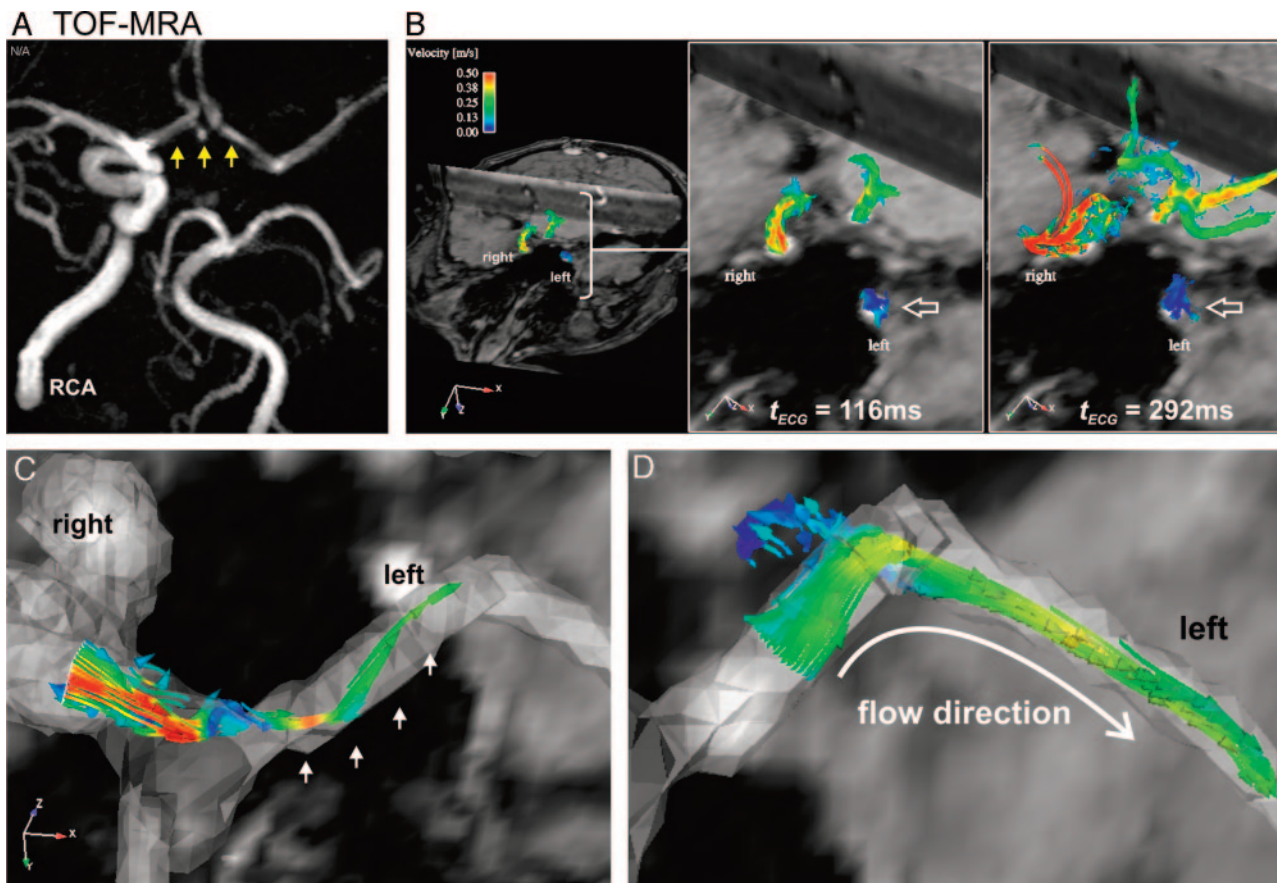 A TOF-MRA
N/A
RCA
B
Velocity [m/s]
0.50
0.38
0.25
0.13
0.00
right
left
X
Y
Z
right
left
Y
Z
X
tECG = 116ms
right
left
Y
Z
X
tECG = 292ms
C
right
left
Z
X
Y
D
left
flow direction